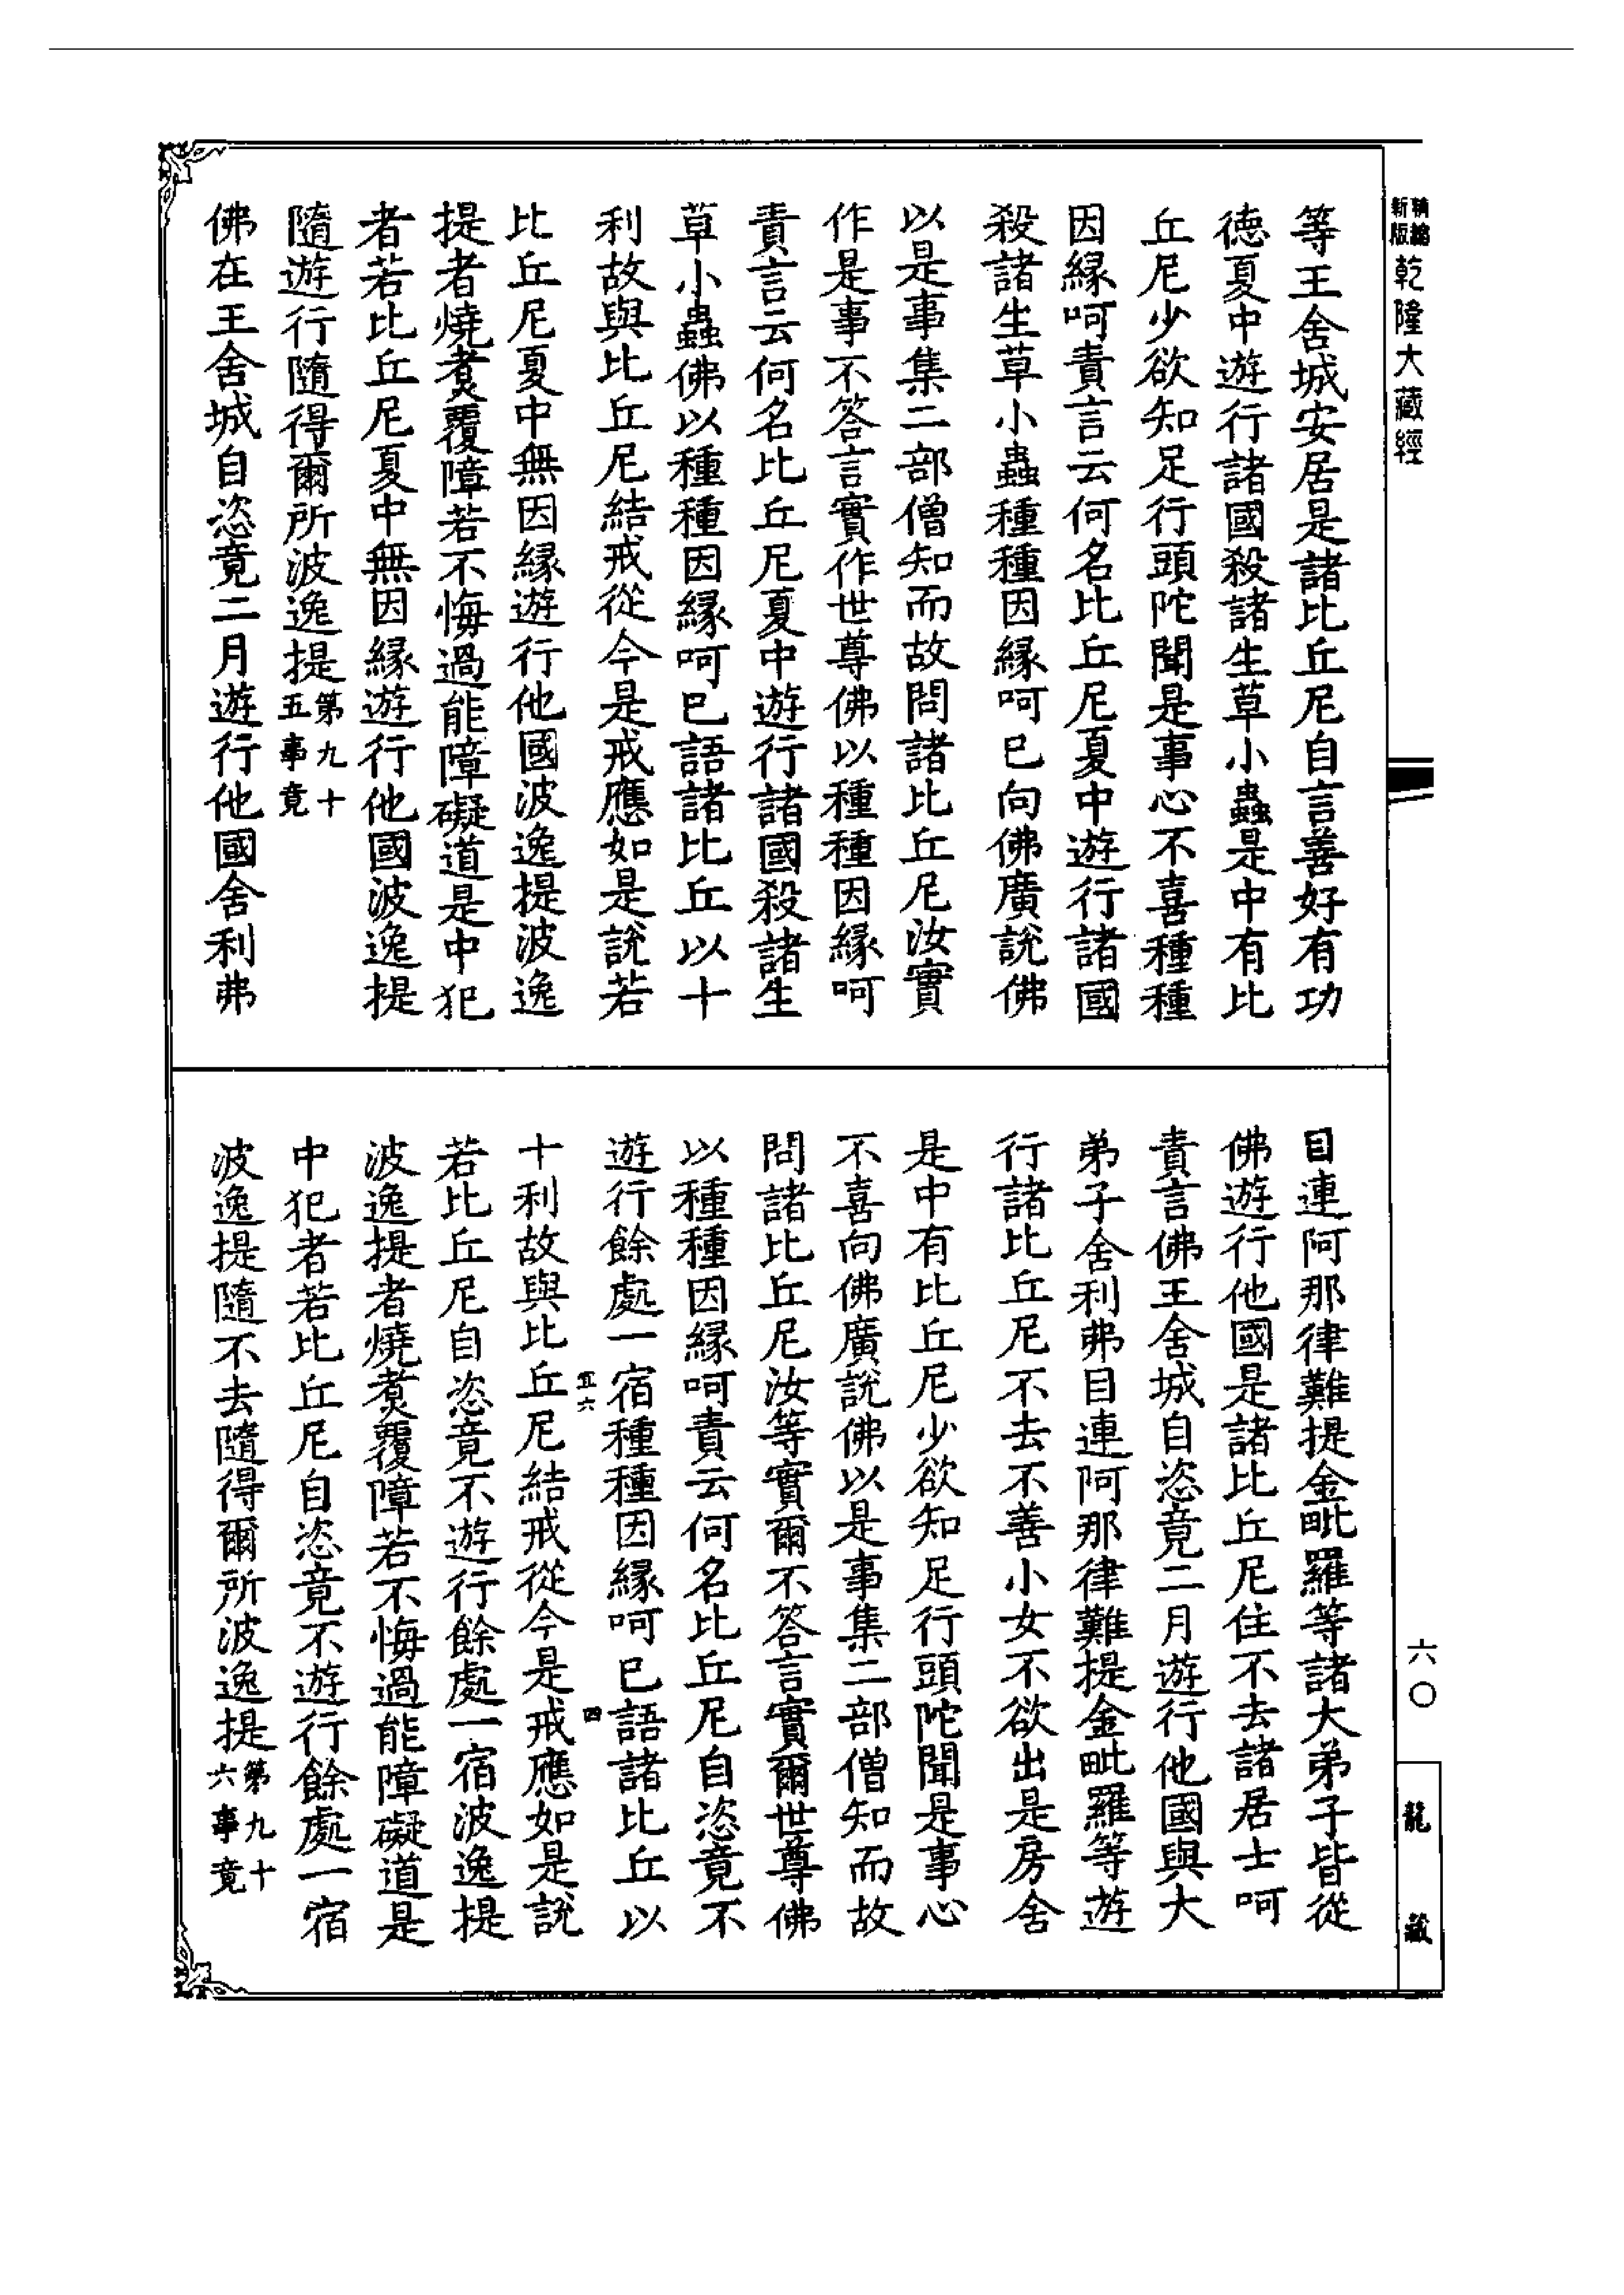 精縮新版乾隆大藏經
等王舍城安居是諸比丘尼自言善好有功
德夏中遊行諸國殺諸生草小蟲是中有比
丘尼少欲知足行頭陀聞是事心不喜種種
因緣呵責言云何名比丘尼夏中遊行諸國
殺諸生草小蟲種種因緣呵已向佛廣說佛
以是事集二部僧知而故問諸比丘尼汝實
作是事不答言實作世尊佛以種種因緣呵
責言云何名比丘尼夏中遊行諸國殺諸生
草小蟲佛以種種因緣呵已語諸比丘以十
利故與比丘尼結戒從今是戒應如是說若
比丘尼夏中無因緣遊行他國波逸提波逸
提者燒煑覆障若不悔過能障礙道是中犯
者若比丘尼夏中無因緣遊行他國波逸提
隨遊行隨得爾所波逸提第九十五事竟
佛在王舍城自恣竟二月遊行他國舍利弗
目連阿那律難提金毗羅等諸大弟子皆從
佛遊行他國是諸比丘尼住不去諸居士呵
責言佛王舍城自恣竟二月遊行他國與大
弟子舍利弗目連阿那律難提金毗羅等遊
行諸比丘尼不去不善小女不欲出是房舍
是中有比丘尼少欲知足行頭陀聞是事心
不喜向佛廣說佛以是事集二部僧知而故
問諸比丘尼汝等實爾不答言實爾世尊佛
以種種因緣呵責云何名比丘尼自恣竟不
遊行餘處一宿種種因緣呵已語諸比丘以
宜六
四
十利故與比丘尼結戒從今是戒應如是說
若比丘尼自恣竟不遊行餘處一宿波逸提
波逸提者燒煑覆障若不悔過能障礙道是
中犯者若比丘尼自恣竟不遊行餘處一宿
波逸提隨不去隨得爾所波逸提第九十六事竟
六〇
龍藏